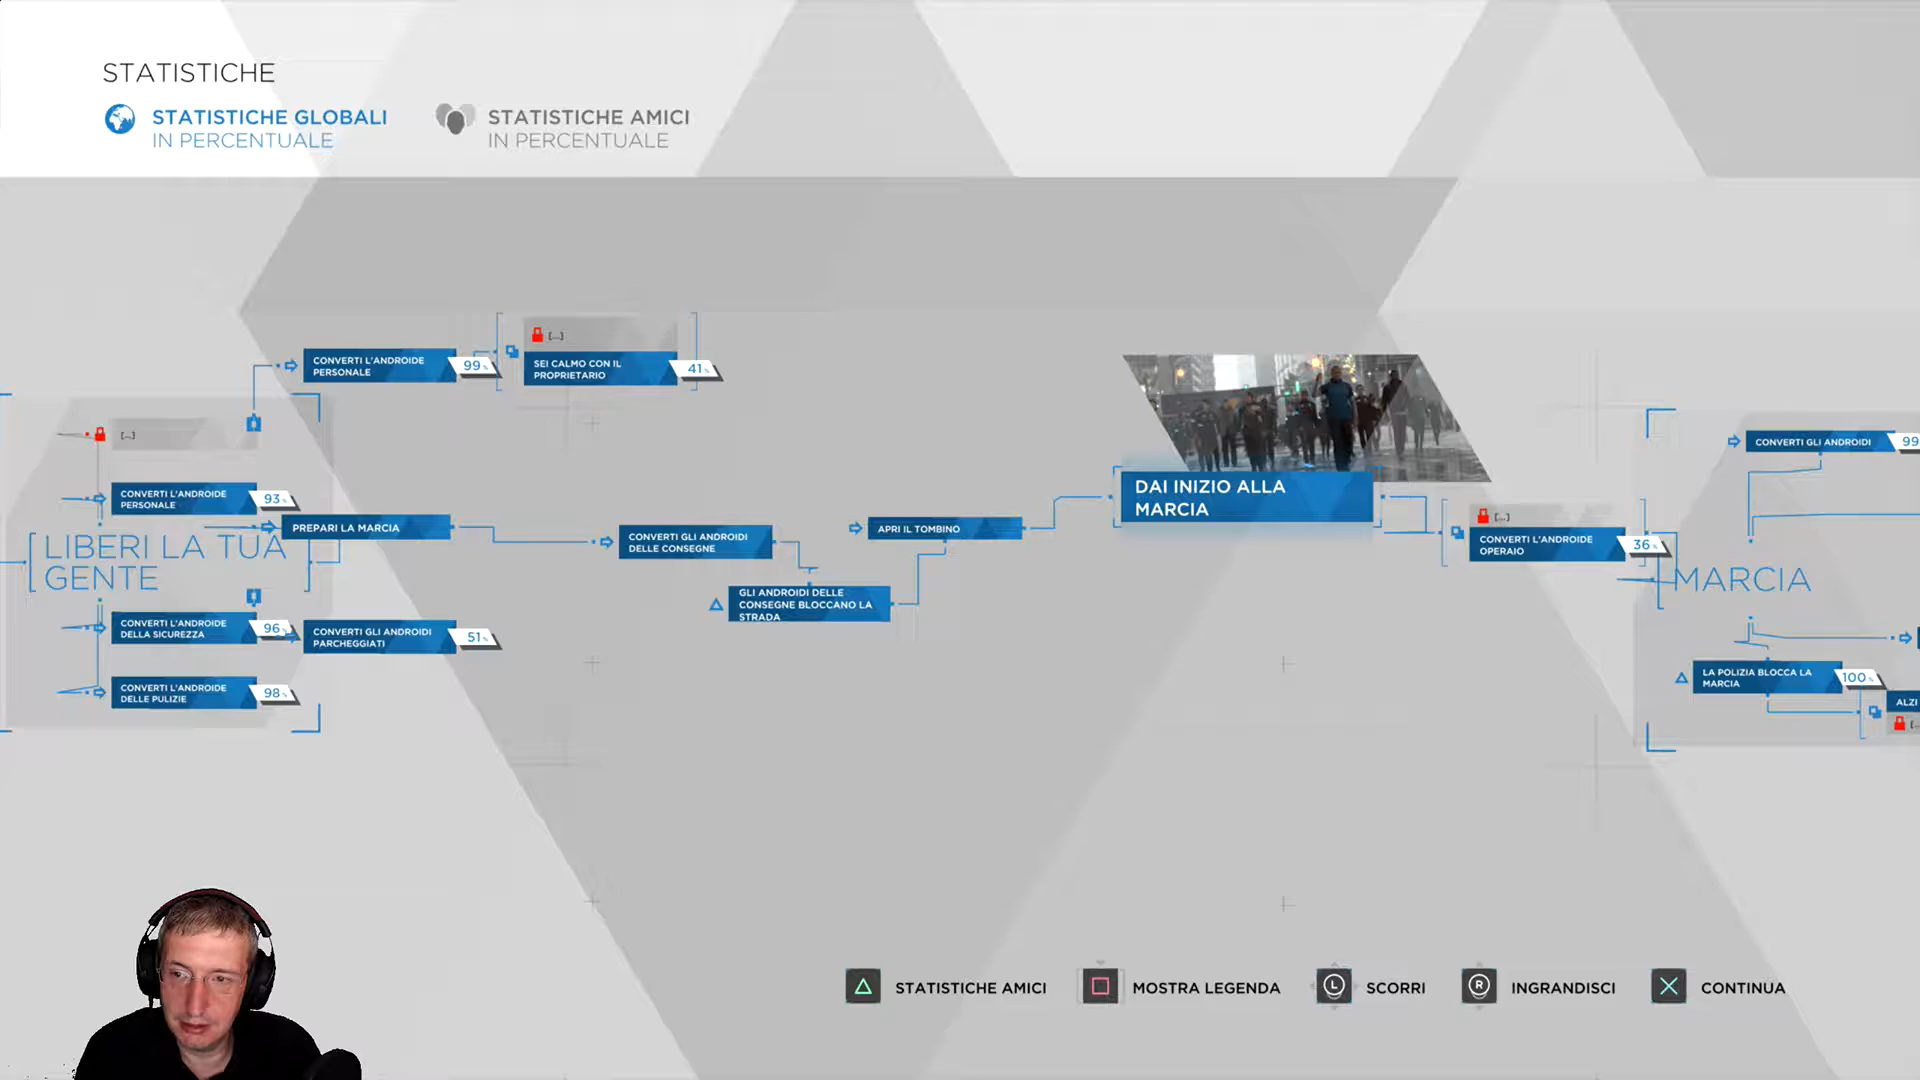 STATISTICHE
STATISTICHE GLOBALI
IN PERCENTUALE
STATISTICHE AMICI
IN PERCENTUALE
CONVERTI L'ANDROIDE
PERSONALE
99%
[...]
SEI CALMO CON IL
PROPRIETARIO
41%
[...]
CONVERTI L'ANDROIDE
PERSONALE
93%
PREPARI LA MARCIA
LIBERI LA TUA
GENTE
CONVERTI L'ANDROIDE
DELLA SICUREZZA
96%
CONVERTI GLI ANDROIDI
PARCHEGGIATI
51%
CONVERTI L'ANDROIDE
DELLE PULIZIE
98%
CONVERTI GLI ANDROIDI
DELLE CONSEGNE
GLI ANDROIDI DELLE
CONSEGNE BLOCCANO LA
STRADA
APRI IL TOMBINO
DAI INIZIO ALLA
MARCIA
[...]
CONVERTI L'ANDROIDE
OPERAIO
36%
CONVERTI GLI ANDROIDI
99
MARCIA
LA POLIZIA BLOCCA LA
MARCIA
100%
ALZI
STATISTICHE AMICI
MOSTRA LEGENDA
L
SCORRI
R
INGRANDISCI
CONTINUA